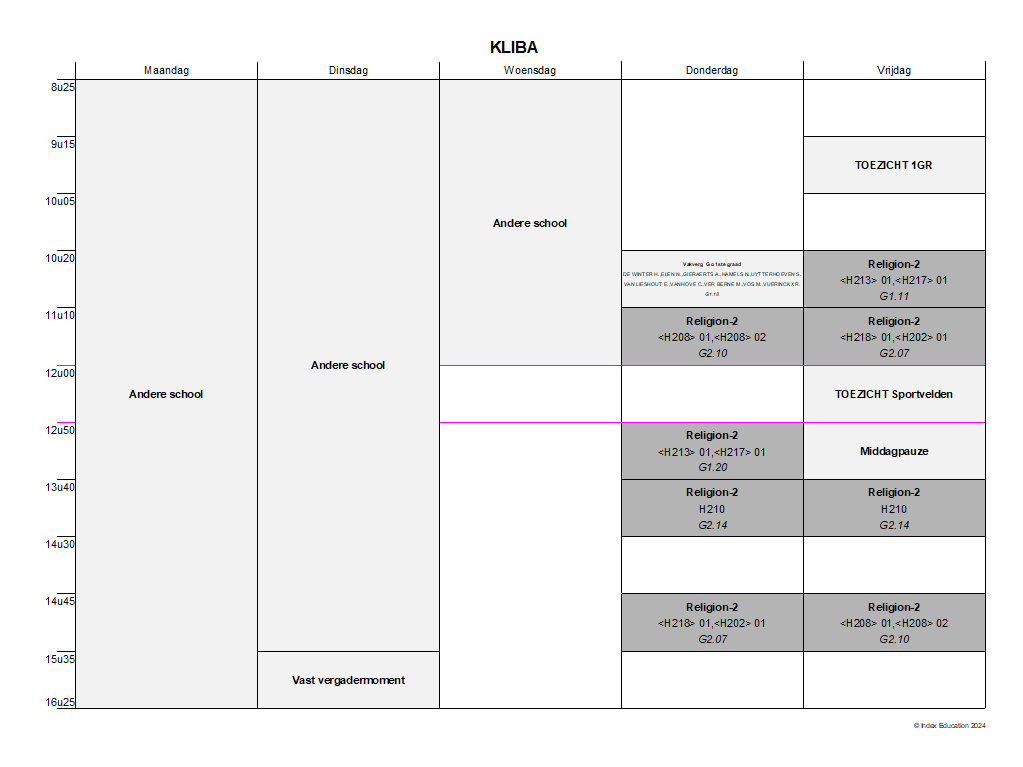 KLIBA
Maandag Dinsdag Woensdag Donderdag Vrijdag
8u25
9u15
TOEZICHT 1GR
10u05
Andere school
10u20
Vakverg Go 1ste graad
DE WINTER H.,ELEN N.,GIERAERTS A.,HAMELS N.,UYTTERHOEVEN S.
VAN LIESHOUT E.,VANHOVE C.,VER BERNE M.,VOS M.,VUERINCKX R.
G1.18
Religion-2
<H213> 01,<H217> 01
G1.11
11u10
Religion-2
<H208> 01,<H208> 02
G2.10
Religion-2
<H218> 01,<H202> 01
G2.07
Andere school
12u00
Andere school
TOEZICHT Sportvelden
12u50
Religion-2
<H213> 01,<H217> 01
G1.20
Middagpauze
13u40
Religion-2
H210
G2.14
Religion-2
H210
G2.14
14u30
14u45
Religion-2
<H218> 01,<H202> 01
G2.07
Religion-2
<H208> 01,<H208> 02
G2.10
15u35
Vast vergadermoment
16u25
© Index Education 2024